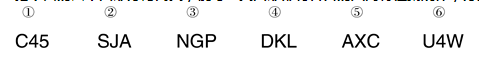 ① ② ③ ④ ⑤ ⑥
C45 SJA NGP DKL AXC U4W